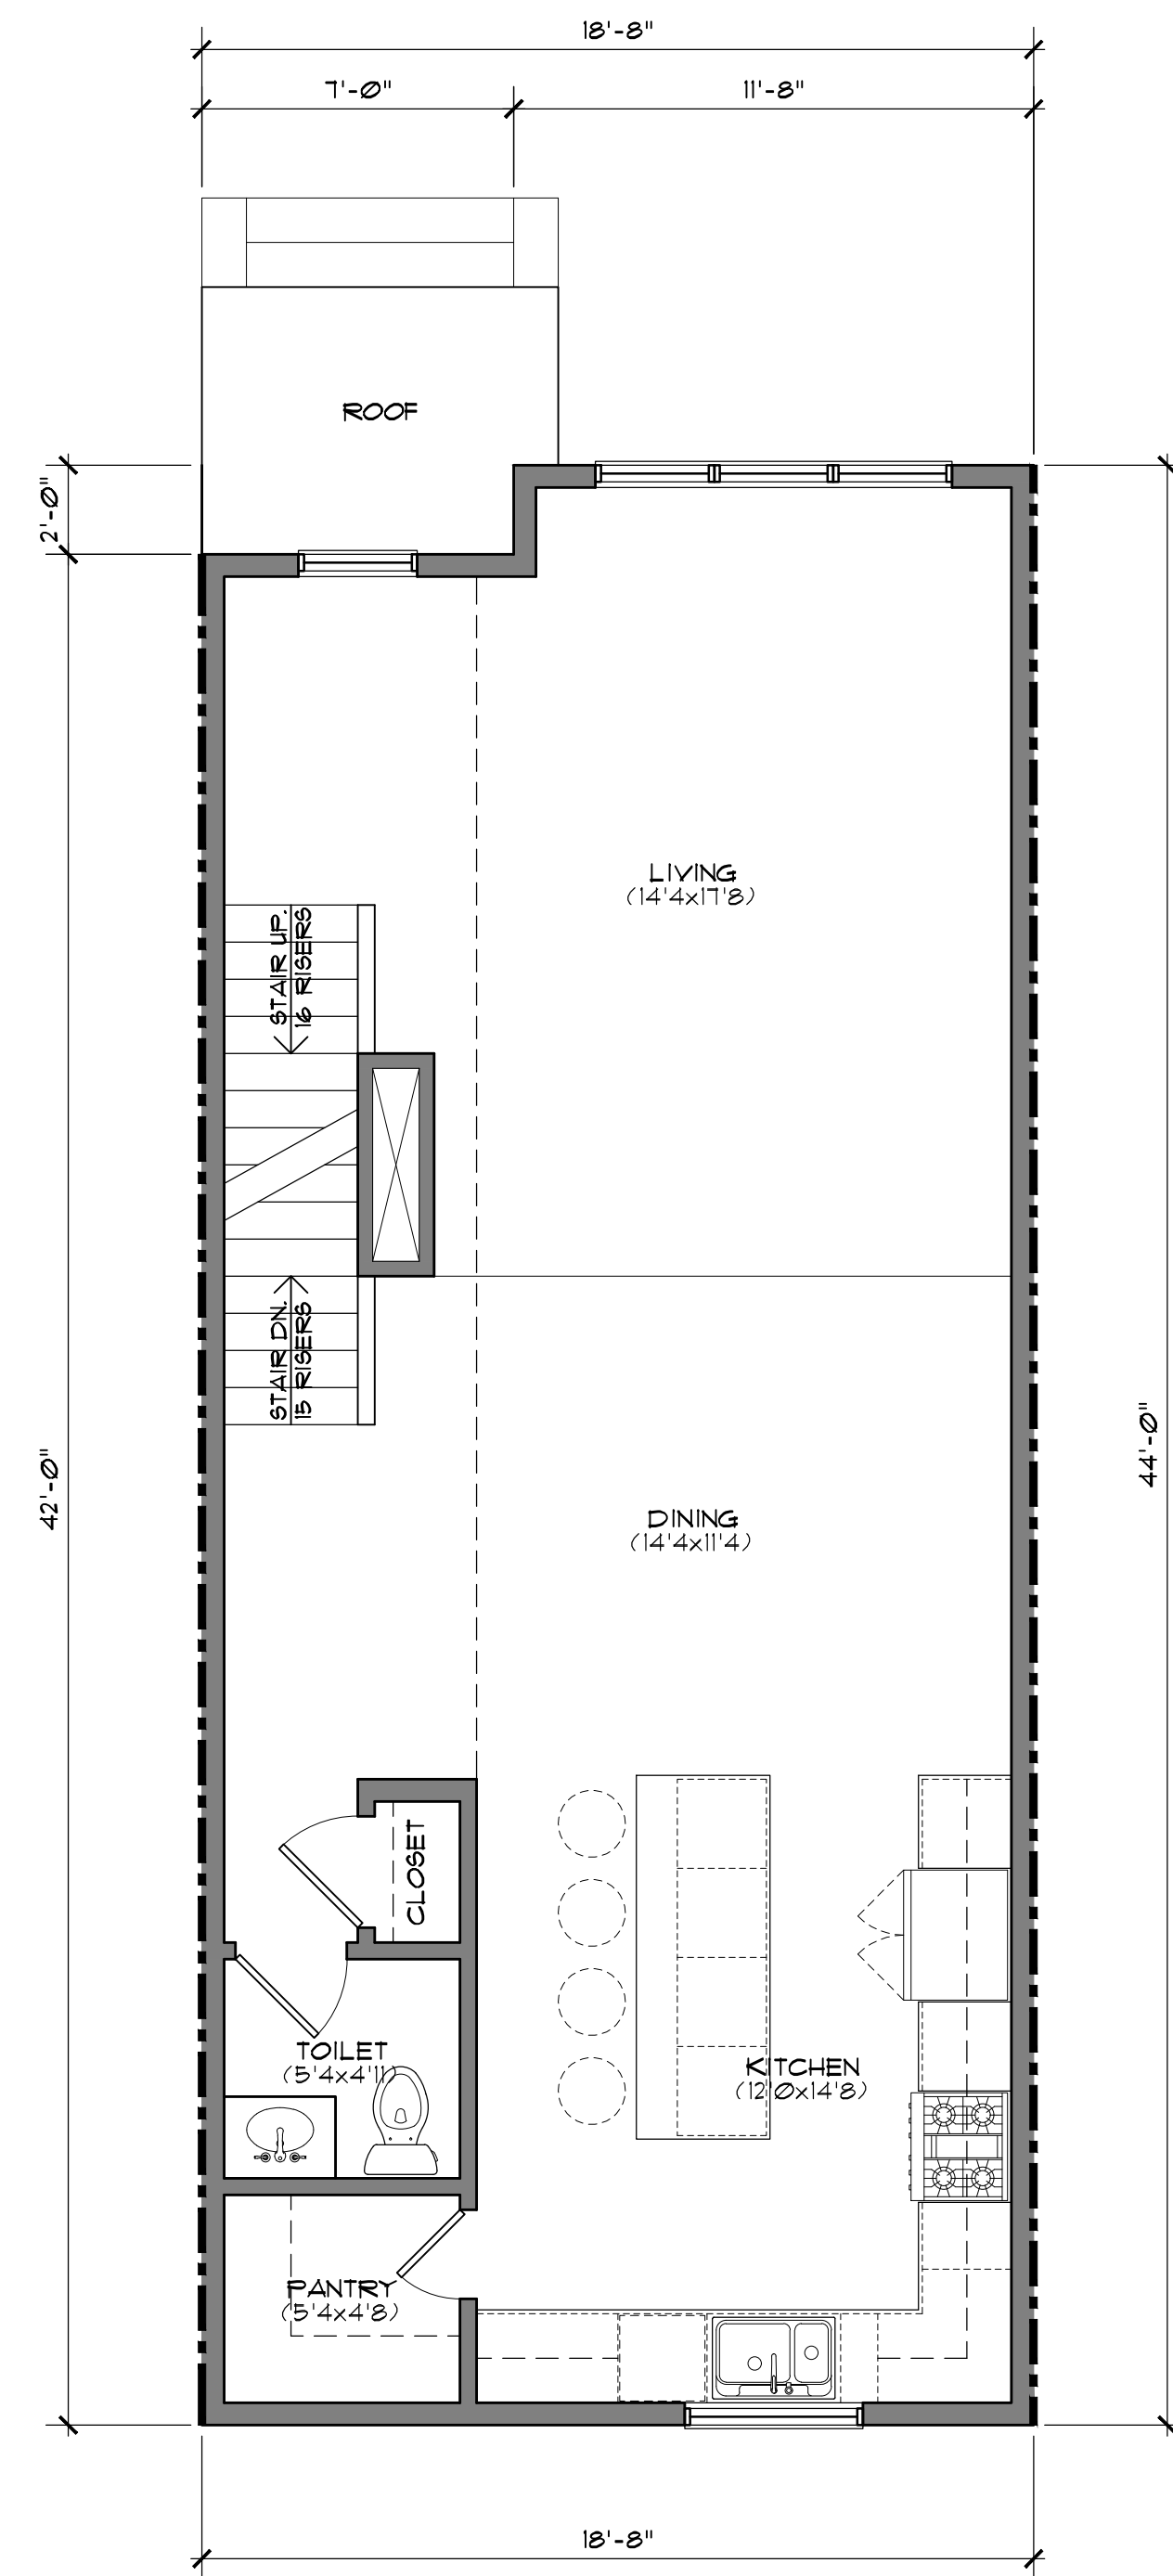 18'-8"
7'-0"
11'-8"
ROOF
2'-0"
LIVING
(14'4x17'8)
STAIR UP.
16 RISERS
STAIR DN.
15 RISERS
42'-0"
44'-0"
DINING
(14'4x11'4)
CLOSET
TOILET
(5'4x4'11)
KITCHEN
(12'0x14'8)
PANTRY
(5'4x4'8)
18'-8"